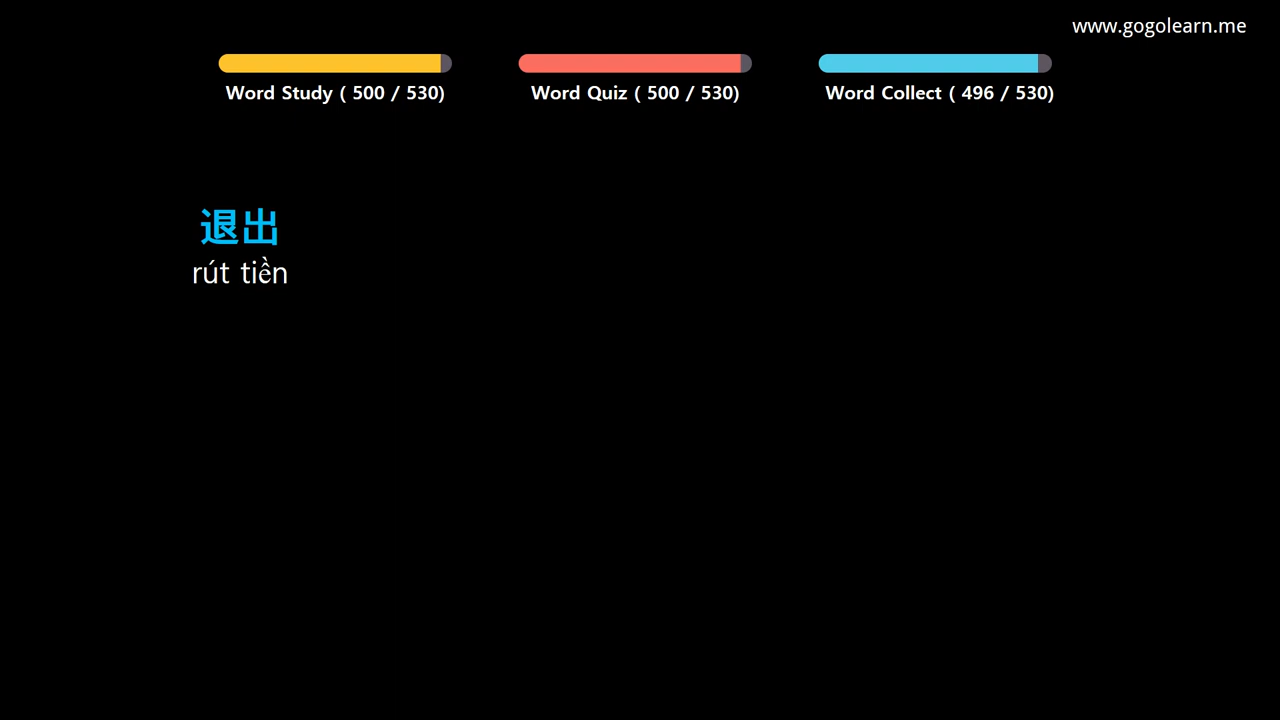 www.gogolearn.me
Word Study ( 500 / 530)
Word Quiz ( 500 / 530)
Word Collect ( 496 / 530)
退出
rút tiền